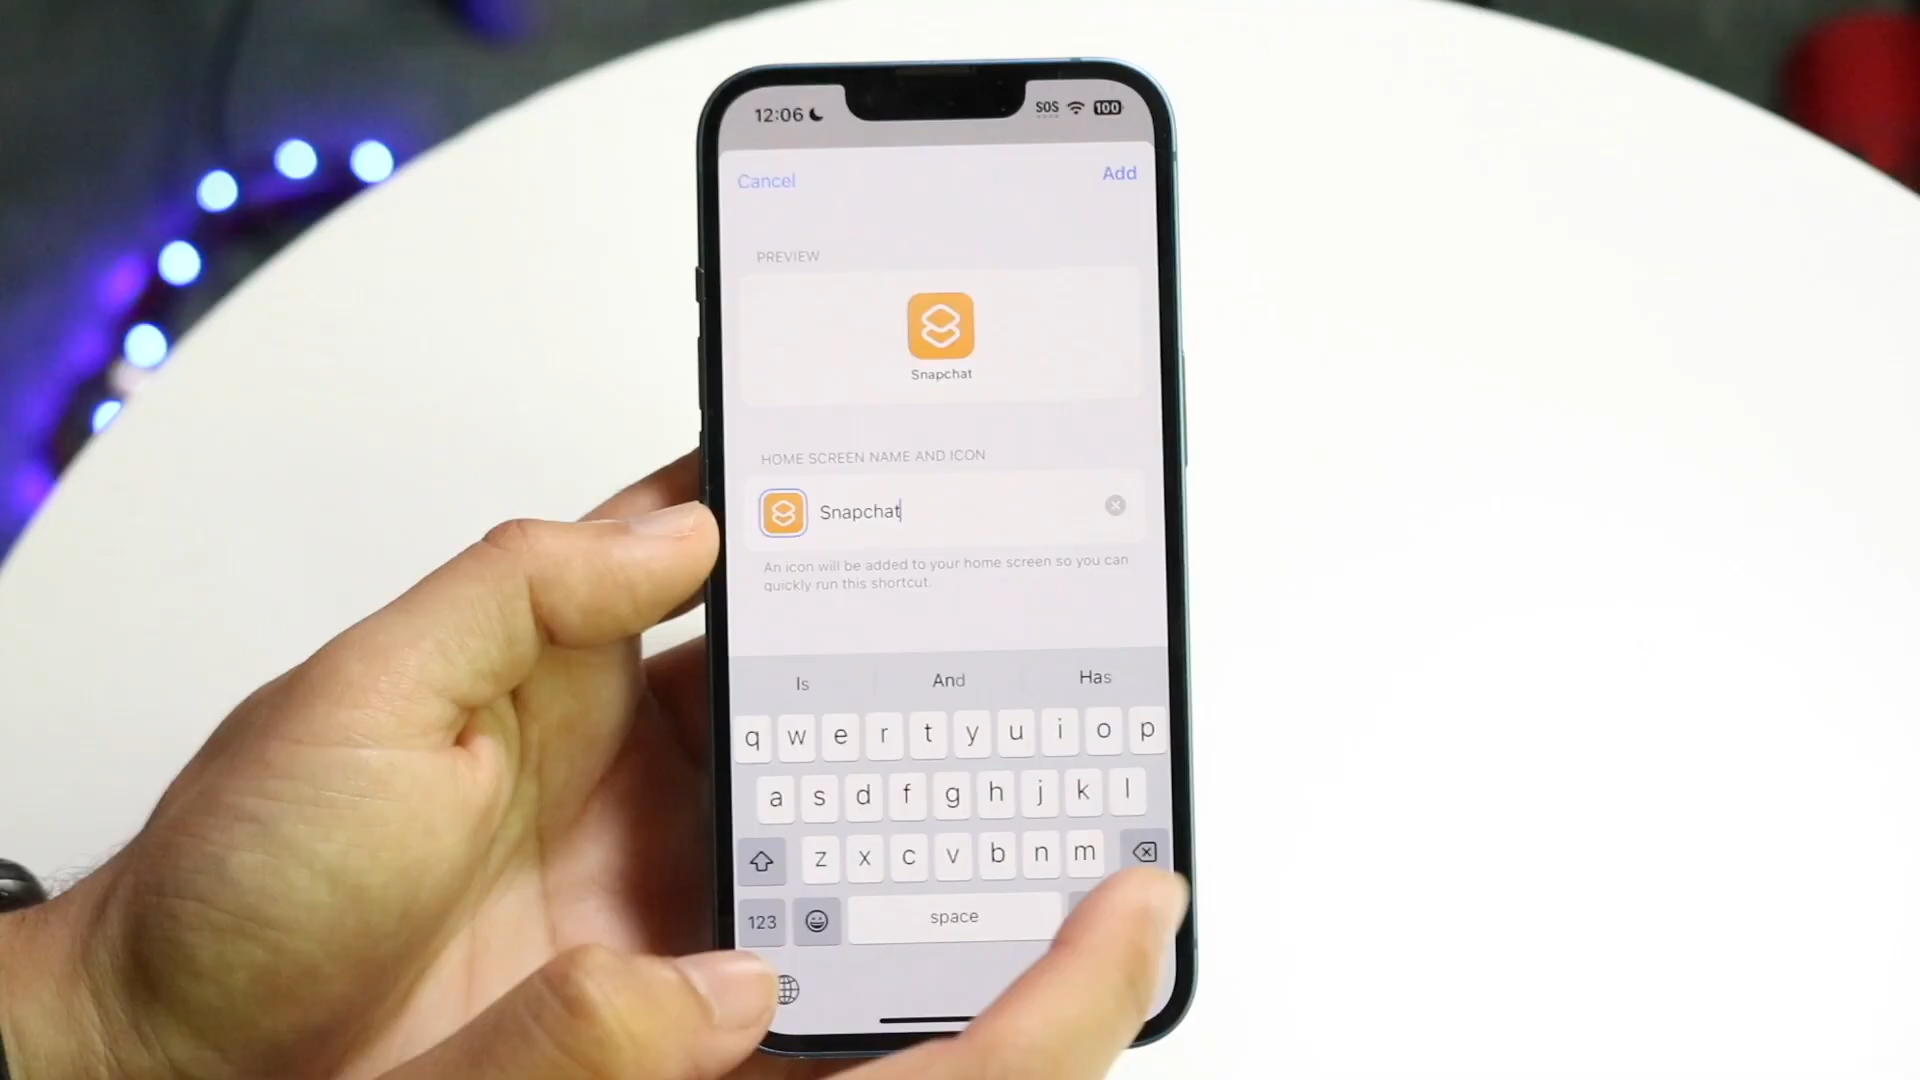 12:06 SOS 100
Cancel Add
PREVIEW
Snapchat
HOME SCREEN NAME AND ICON
Snapchat
An icon will be added to your home screen so you can
quickly run this shortcut.
Is And Has
q w e r t y u i o p
a s d f g h j k l
z x c v b n m
123 space